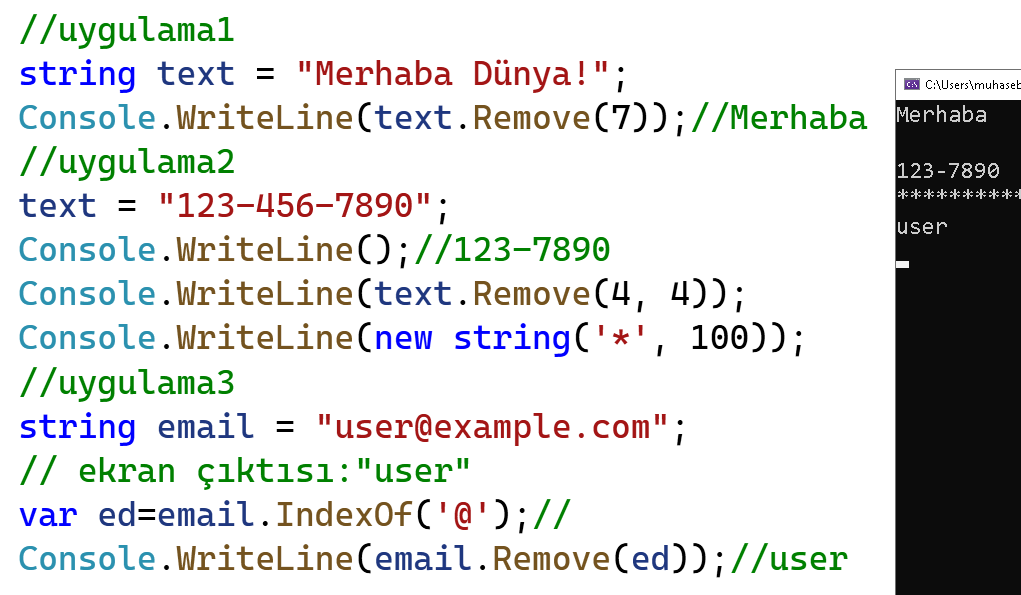 //uygulama1
string text = "Merhaba Dünya!";
Console.WriteLine(text.Remove(7));//Merhaba
//uygulama2
text = "123-456-7890";
Console.WriteLine();//123-7890
Console.WriteLine(text.Remove(4, 4));
Console.WriteLine(new string('*', 100));
//uygulama3
string email = "user@example.com";
// ekran çıktısı:"user"
var ed=email.IndexOf('@');//
Console.WriteLine(email.Remove(ed));//user
C:\Users\muhaseb
Merhaba
123-7890
**********
user